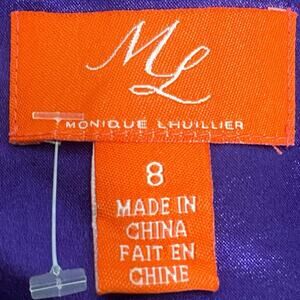 ML
MONIQUE LHUILLIER
8
MADE IN
CHINA
FAIT EN
CHINE